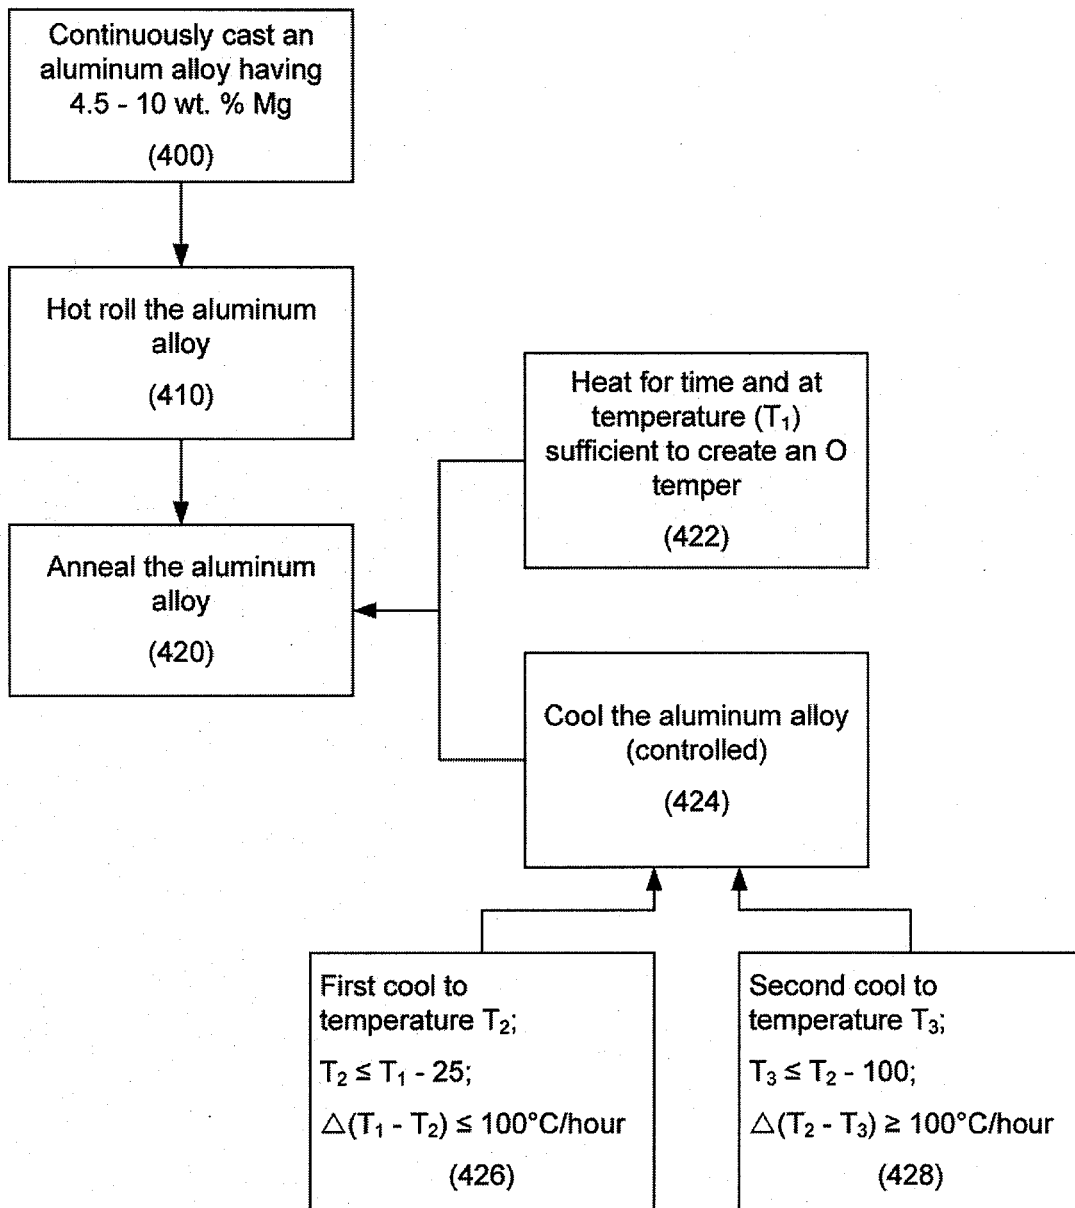 Continuously cast an
aluminum alloy having
4.5 - 10 wt. % Mg
(400)
Hot roll the aluminum
alloy
(410)
Anneal the aluminum
alloy
(420)
Heat for time and at
temperature (T₁)
sufficient to create an O
temper
(422)
Cool the aluminum alloy
(controlled)
(424)
First cool to
temperature T₂;
T₂ ≤ T₁ - 25;
△(T₁ - T₂) ≤ 100°C/hour
(426)
Second cool to
temperature T₃;
T₃ ≤ T₂ - 100;
△(T₂ - T₃) ≥ 100°C/hour
(428)